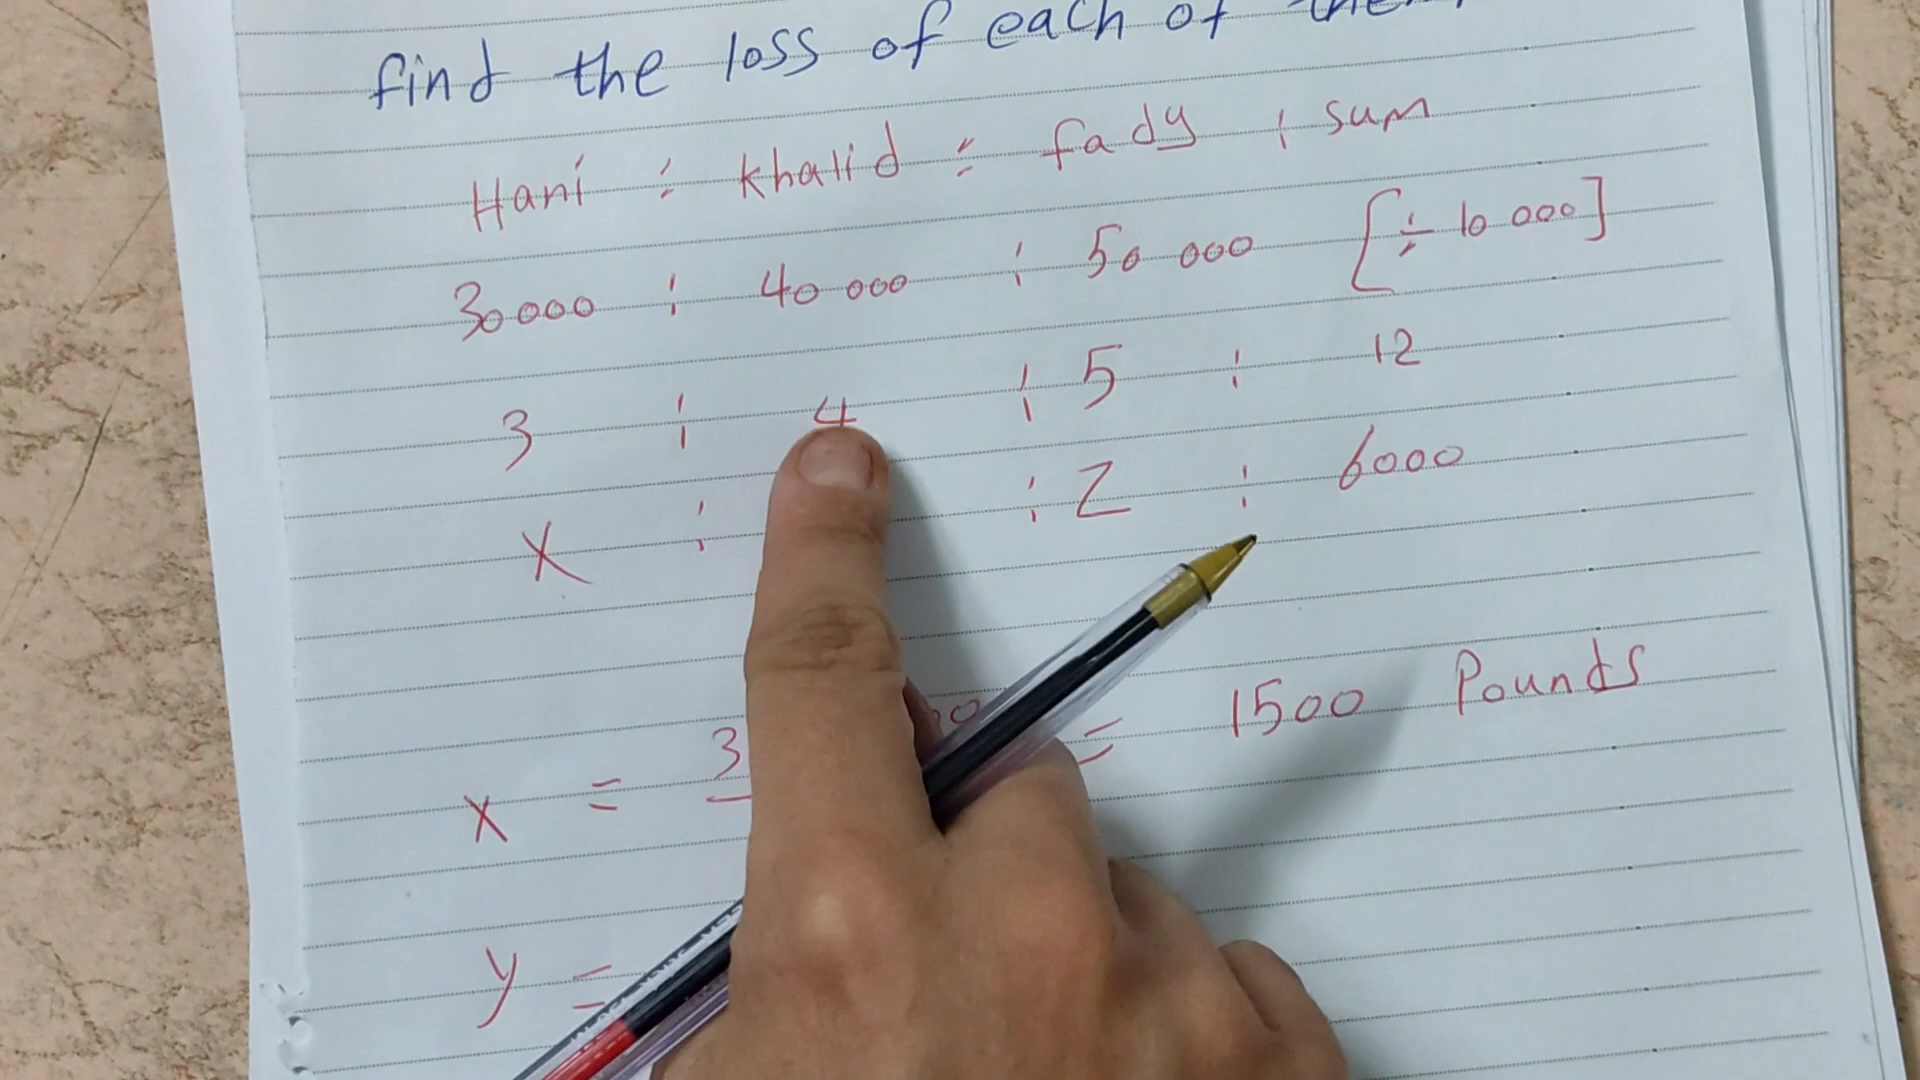 find the loss of each of
Hani : Khalid : fady : sum
30000 : 40 000 : 50 000 [÷ 10 000]
3 : 4 : 5 : 12
X : : Z : 6000
x = 3 = 1500 Pounds
y =